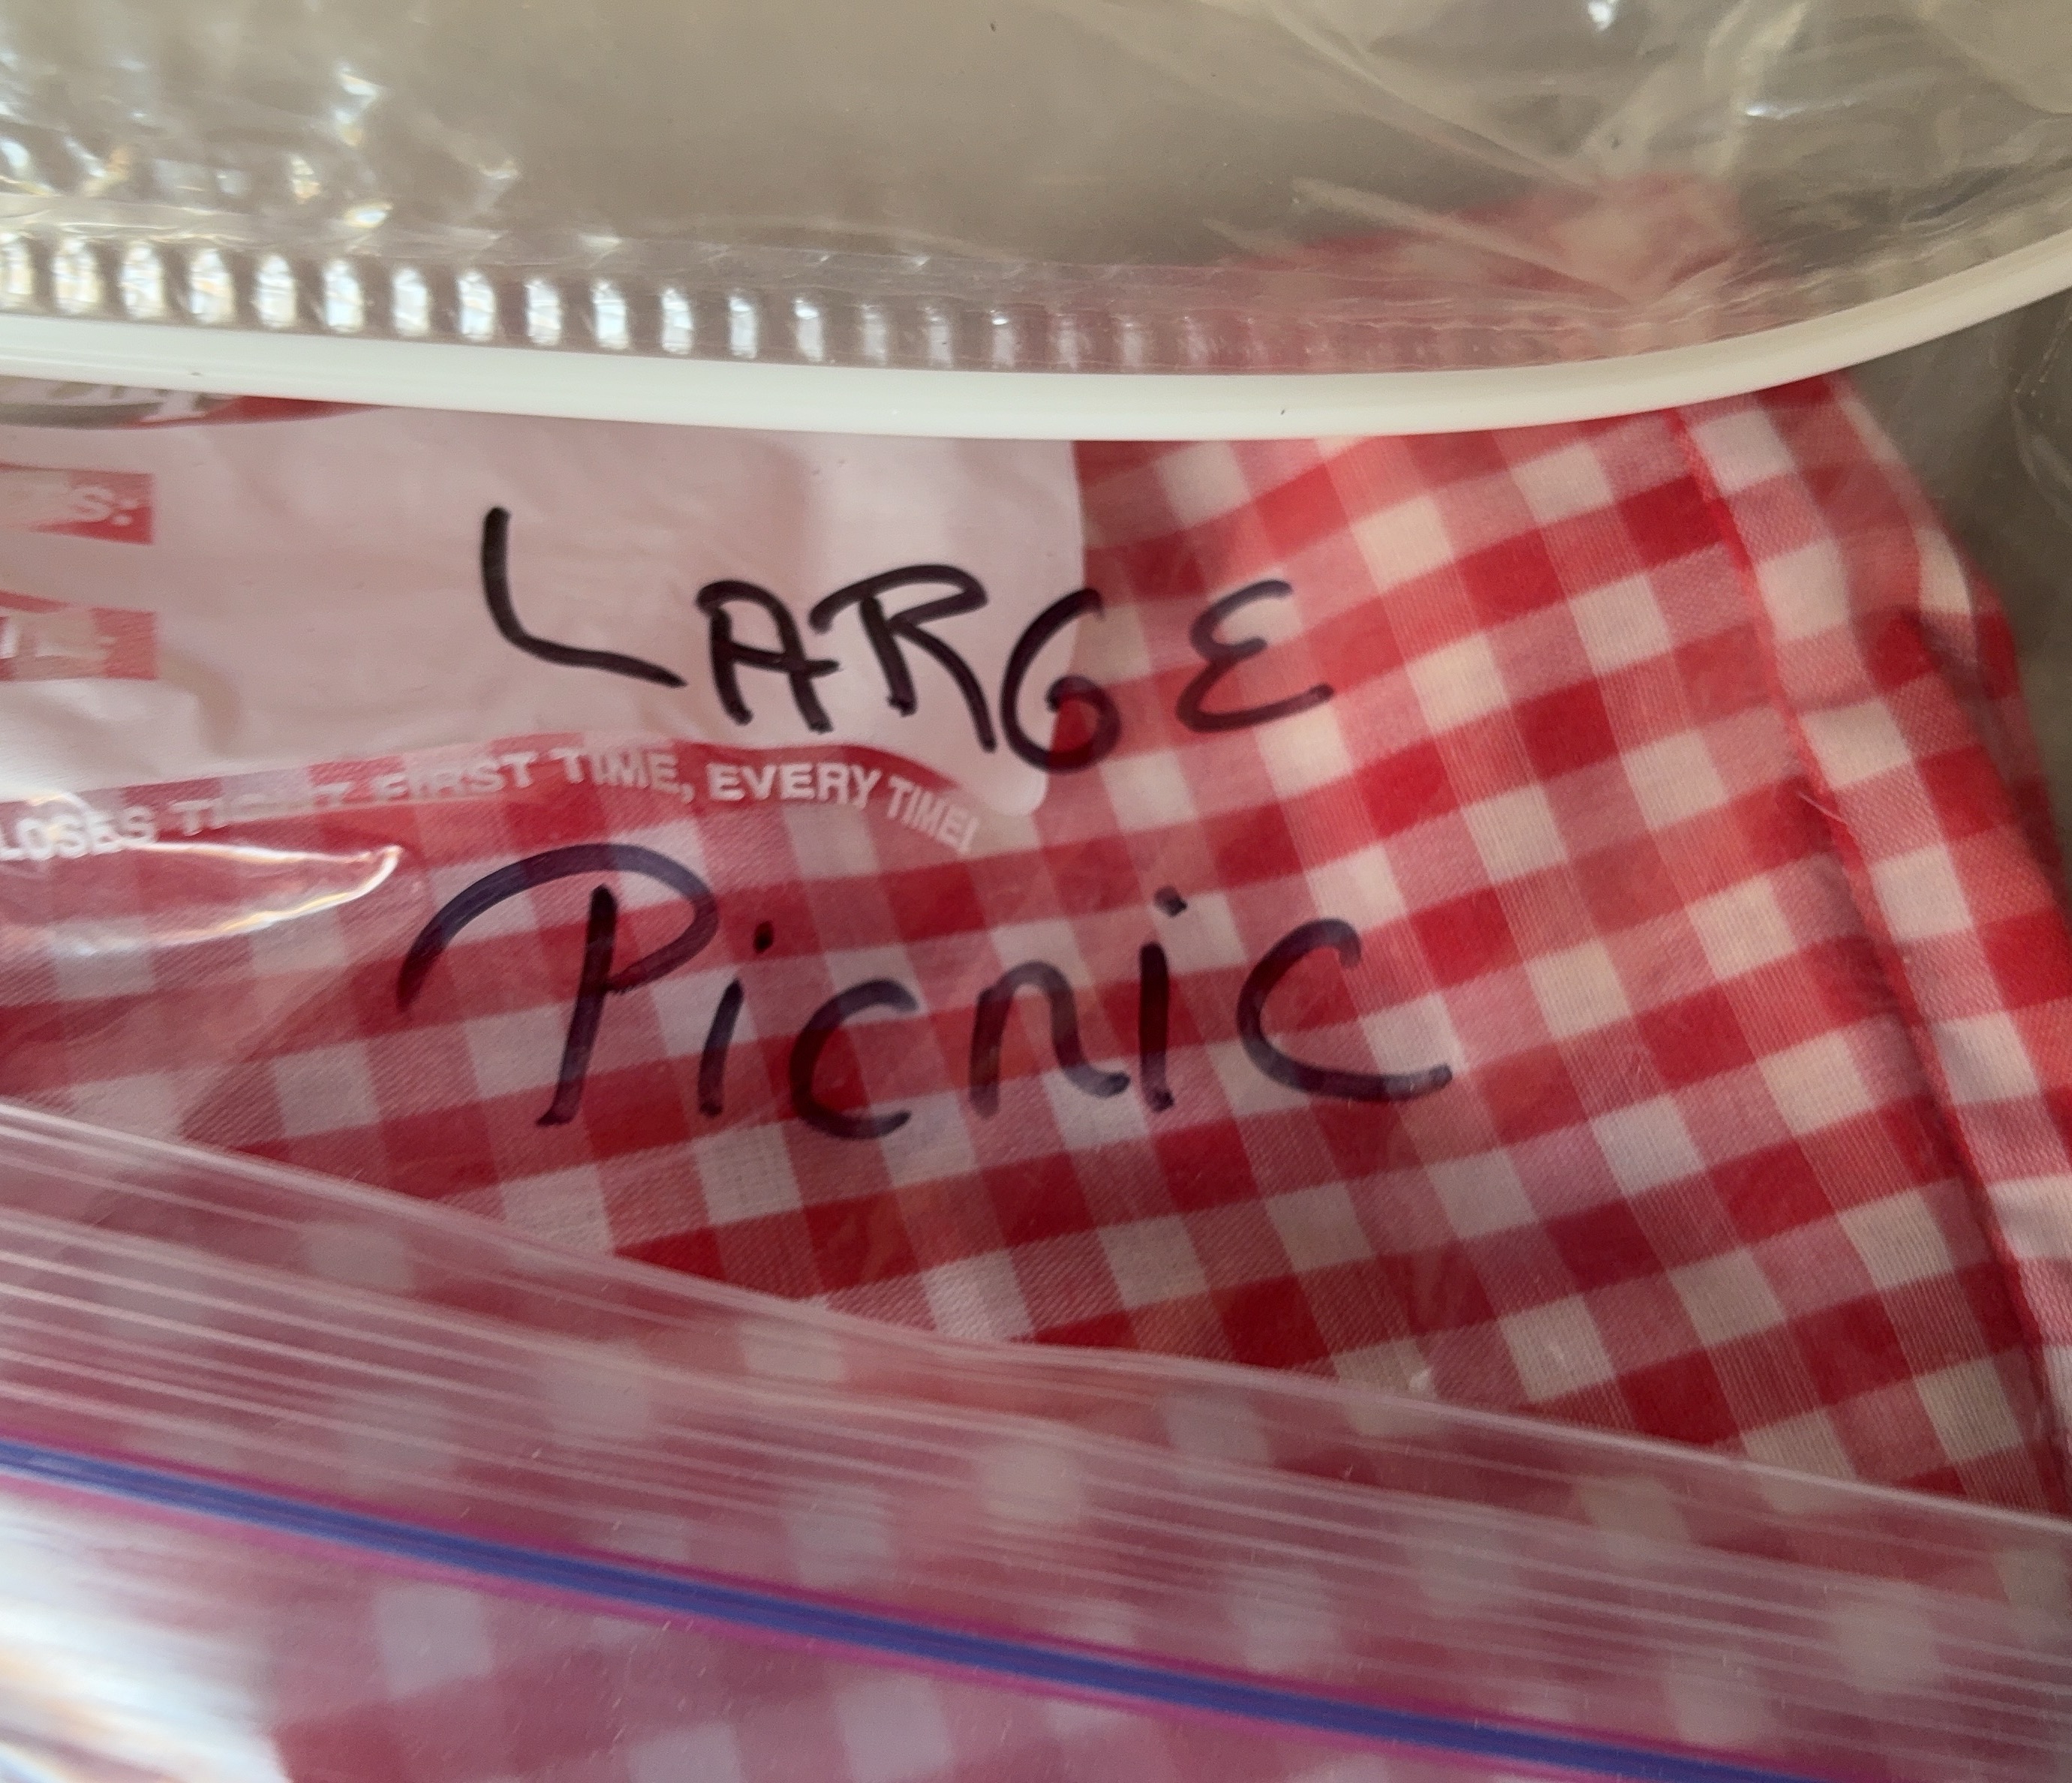 LARGE
FIRST TIME, EVERY TIME!
Picnic